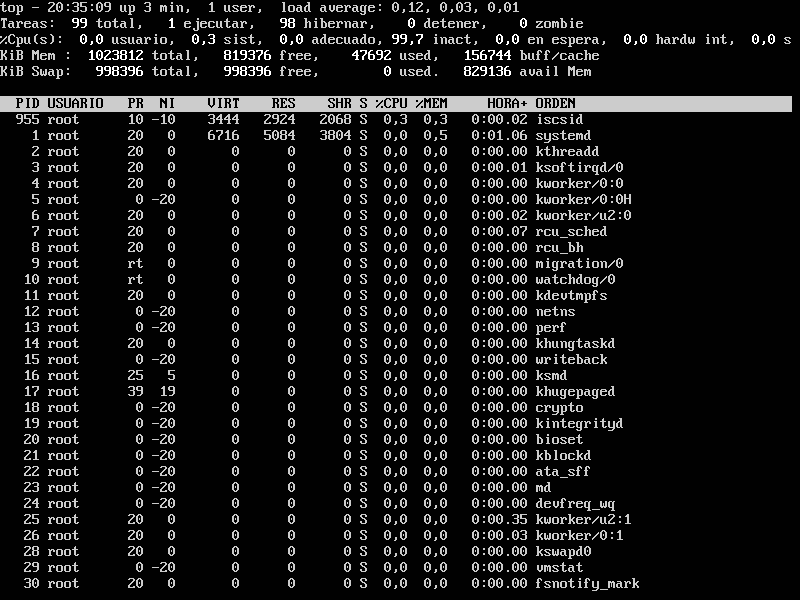 top - 20:35:09 up 3 min,  1 user,  load average: 0,12, 0,03, 0,01
Tareas:  99 total,   1 ejecutar,  98 hibernar,   0 detener,   0 zombie
%Cpu(s):  0,0 usuario,  0,3 sist,  0,0 adecuado, 99,7 inact,  0,0 en espera,  0,0 hardw int,  0,0 s
KiB Mem :  1023812 total,   819376 free,    47692 used,   156744 buff/cache
KiB Swap:   998396 total,   998396 free,        0 used.   829136 avail Mem
PID USUARIO   PR  NI    VIRT    RES    SHR S %CPU %MEM     HORA+ ORDEN
955 root      10 -10    3444   2924   2068 S  0,3  0,3   0:00.02 iscsid
1 root      20   0    6716   5084   3804 S  0,0  0,5   0:01.06 systemd
2 root      20   0       0      0      0 S  0,0  0,0   0:00.00 kthreadd
3 root      20   0       0      0      0 S  0,0  0,0   0:00.01 ksoftirqd/0
4 root      20   0       0      0      0 S  0,0  0,0   0:00.00 kworker/0:0
5 root       0 -20       0      0      0 S  0,0  0,0   0:00.00 kworker/0:0H
6 root      20   0       0      0      0 S  0,0  0,0   0:00.02 kworker/u2:0
7 root      20   0       0      0      0 S  0,0  0,0   0:00.07 rcu_sched
8 root      20   0       0      0      0 S  0,0  0,0   0:00.00 rcu_bh
9 root      rt   0       0      0      0 S  0,0  0,0   0:00.00 migration/0
10 root      rt   0       0      0      0 S  0,0  0,0   0:00.00 watchdog/0
11 root      20   0       0      0      0 S  0,0  0,0   0:00.00 kdevtmpfs
12 root       0 -20       0      0      0 S  0,0  0,0   0:00.00 netns
13 root       0 -20       0      0      0 S  0,0  0,0   0:00.00 perf
14 root      20   0       0      0      0 S  0,0  0,0   0:00.00 khungtaskd
15 root       0 -20       0      0      0 S  0,0  0,0   0:00.00 writeback
16 root      25   5       0      0      0 S  0,0  0,0   0:00.00 ksmd
17 root      39  19       0      0      0 S  0,0  0,0   0:00.00 khugepaged
18 root       0 -20       0      0      0 S  0,0  0,0   0:00.00 crypto
19 root       0 -20       0      0      0 S  0,0  0,0   0:00.00 kintegrityd
20 root       0 -20       0      0      0 S  0,0  0,0   0:00.00 bioset
21 root       0 -20       0      0      0 S  0,0  0,0   0:00.00 kblockd
22 root       0 -20       0      0      0 S  0,0  0,0   0:00.00 ata_sff
23 root       0 -20       0      0      0 S  0,0  0,0   0:00.00 md
24 root       0 -20       0      0      0 S  0,0  0,0   0:00.00 devfreq_wq
25 root      20   0       0      0      0 S  0,0  0,0   0:00.35 kworker/u2:1
26 root      20   0       0      0      0 S  0,0  0,0   0:00.03 kworker/0:1
28 root      20   0       0      0      0 S  0,0  0,0   0:00.00 kswapd0
29 root       0 -20       0      0      0 S  0,0  0,0   0:00.00 vmstat
30 root      20   0       0      0      0 S  0,0  0,0   0:00.00 fsnotify_mark